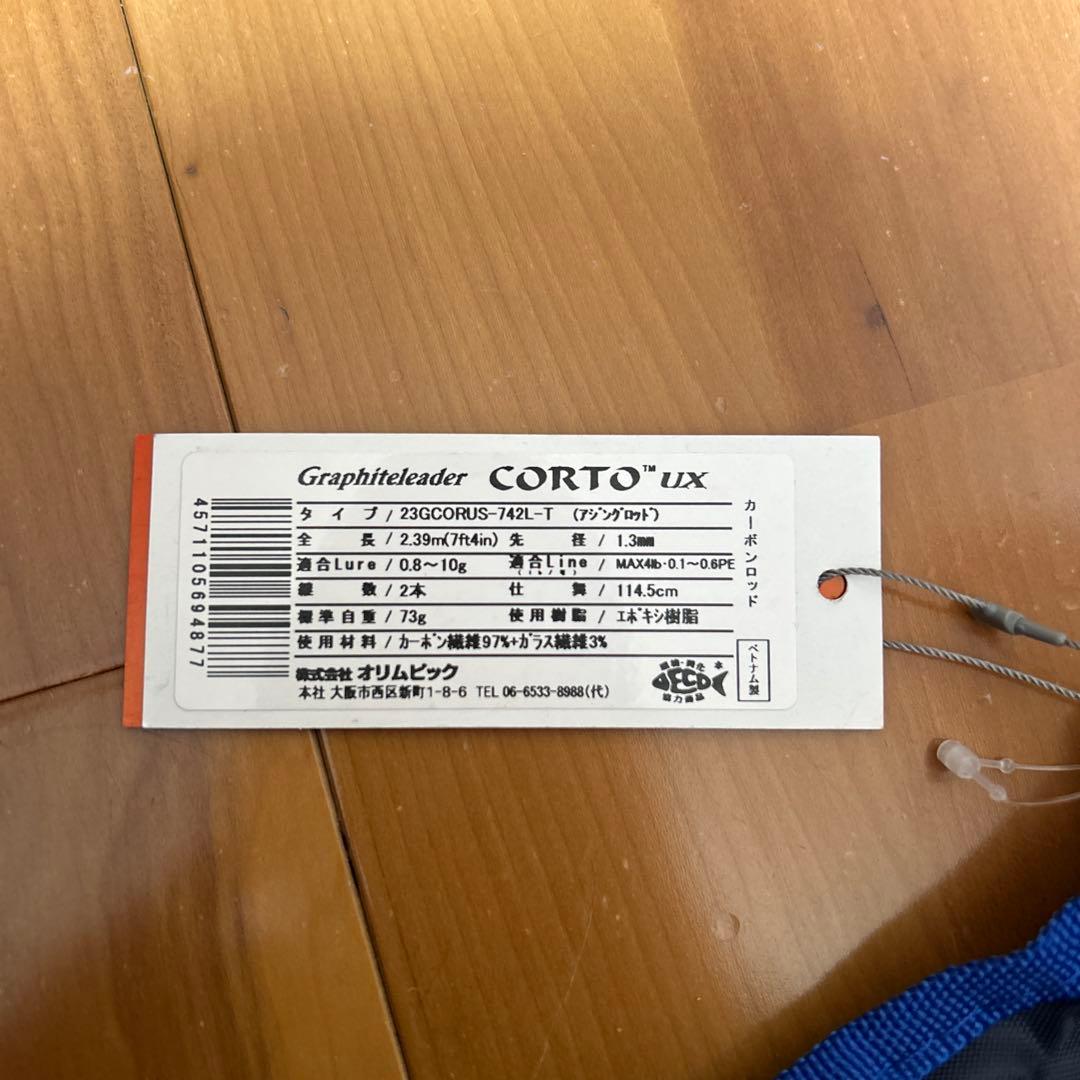 Graphiteleader CORTO™ UX
タイプ / 23GCORUS-742L-T (アジングロッド)
全長 / 2.39m(7ft4in) 先径 / 1.3mm
適合Lure / 0.8〜10g 適合Line / MAX4lb・0.1〜0.6PE
継数 / 2本 仕舞 / 114.5cm
標準自重 / 73g 使用樹脂 / エポキシ樹脂
使用材料 / カーボン繊維97%+ガラス繊維3%
株式会社 オリムピック
本社 大阪市西区新町1-8-6 TEL 06-6533-8988(代)
4571105694877
カーボンロッド
ECO
ベトナム製